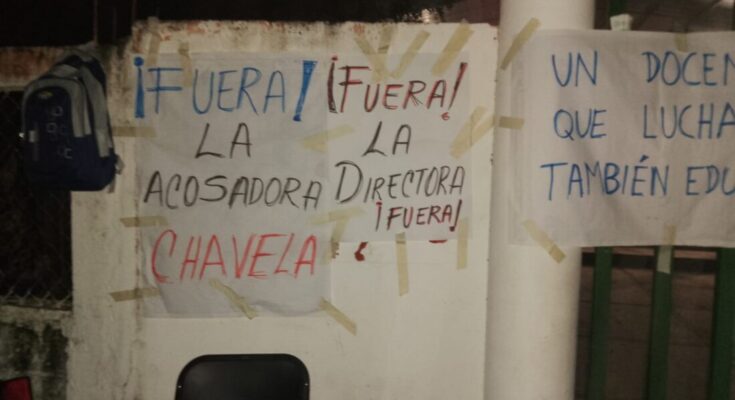 ¡FUERA!
LA
ACOSADORA
CHAVELA
¡FUERA!
LA
DIRECTORA
¡FUERA!
UN DOCEN
QUE LUCHA
TAMBIÉN EDU